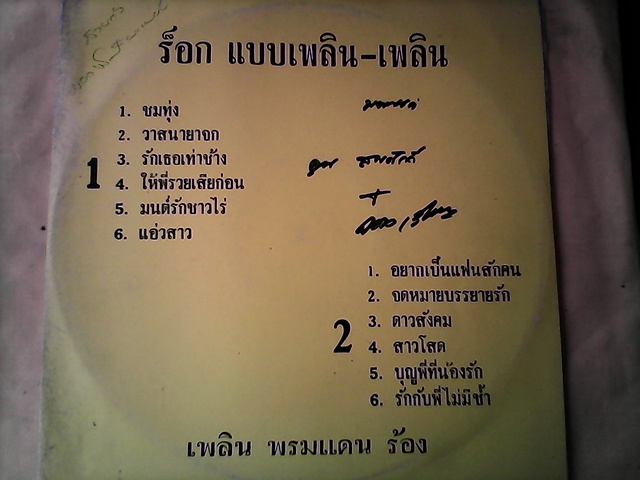 ร็อก แบบเพลิน-เพลิน
1
1. ชมทุ่ง
2. วาสนายาจก
3. รักเธอเท่าช้าง
4. ให้พี่รวยเสียก่อน
5. มนต์รักชาวไร่
6. แอ่วสาว
2
1. อยากเป็นแฟนสักคน
2. จดหมายบรรยายรัก
3. ดาวสังคม
4. สาวโสด
5. บุญพี่ที่น้องรัก
6. รักกับพี่ไม่มีช้ำ
เพลิน พรมแดน ร้อง